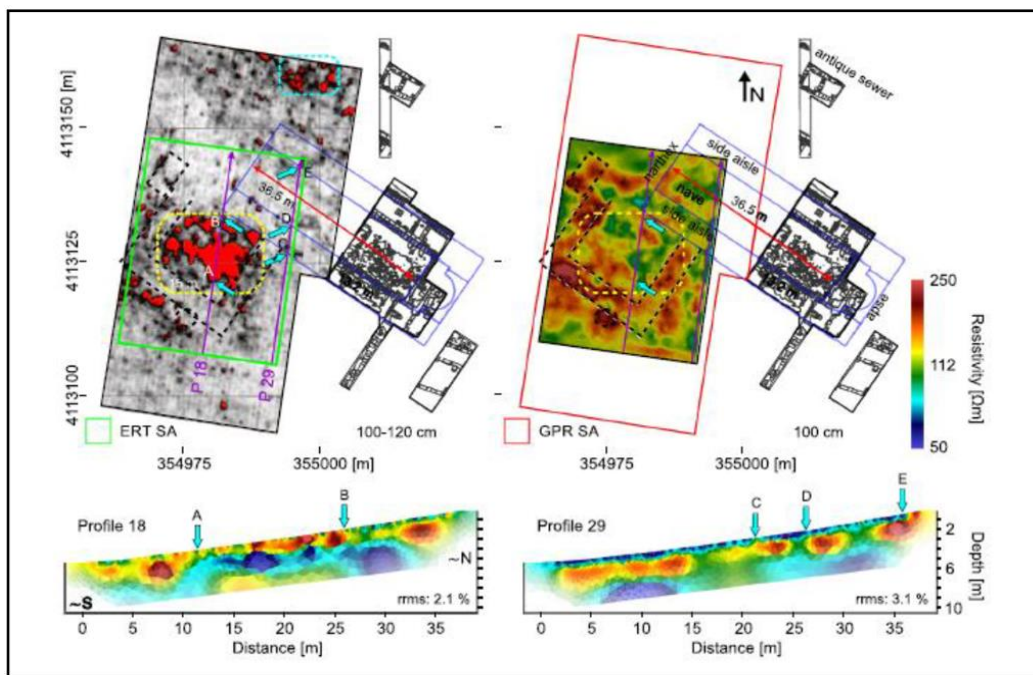 4113150
4113125
4113100
antique sewer
E
36.5 m
D
B
C
A
P 18
P 29
ERT SA
100-120 cm
354975
355000 [m]
N
side aisle
narthex
nave
36.5 m
side aisle
apse
GPR SA
100 cm
354975
355000 [m]
250
112
50
Resistivity [Ωm]
Profile 18
A
B
~S
~N
rrms: 2.1 %
0 5 10 15 20 25 30 35
Distance [m]
Profile 29
C
D
E
rrms: 3.1 %
2
4
6
10
Depth [m]
0 5 10 15 20 25 30 35
Distance [m]
[m]
antique sewer